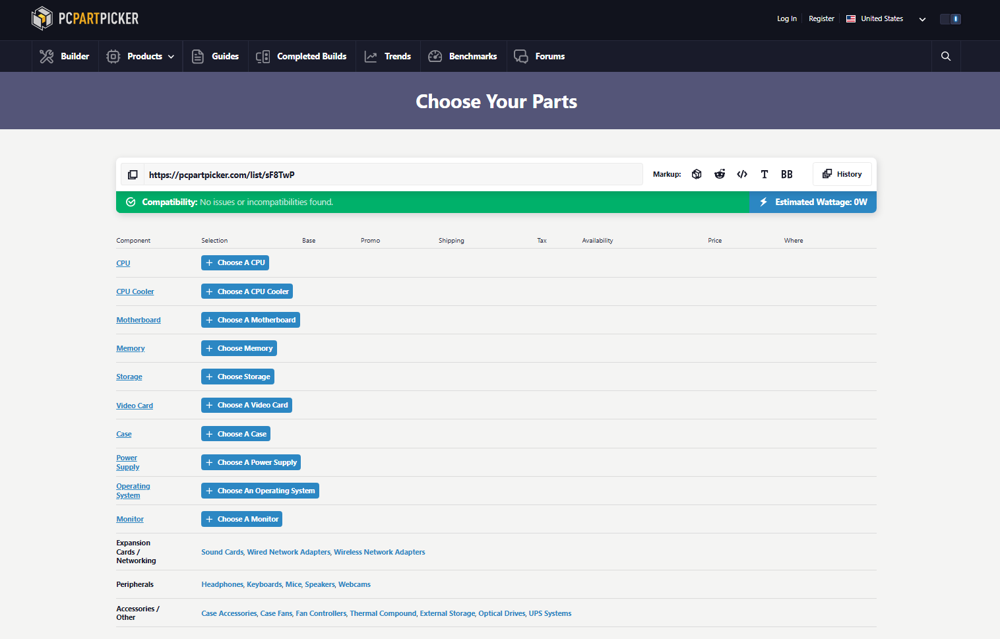 PCPARTPICKER
Log In Register United States
Builder Products Guides Completed Builds Trends Benchmarks Forums
Choose Your Parts
https://pcpartpicker.com/list/sF8TwP Markup: T BB History
Compatibility: No issues or incompatibilities found. Estimated Wattage: 0W
Component Selection Base Promo Shipping Tax Availability Price Where
CPU Choose A CPU
CPU Cooler Choose A CPU Cooler
Motherboard Choose A Motherboard
Memory Choose Memory
Storage Choose Storage
Video Card Choose A Video Card
Case Choose A Case
Power
Supply
Choose A Power Supply
Operating
System
Choose An Operating System
Monitor Choose A Monitor
Expansion
Cards /
Networking
Sound Cards, Wired Network Adapters, Wireless Network Adapters
Peripherals Headphones, Keyboards, Mice, Speakers, Webcams
Accessories /
Other
Case Accessories, Case Fans, Fan Controllers, Thermal Compound, External Storage, Optical Drives, UPS Systems